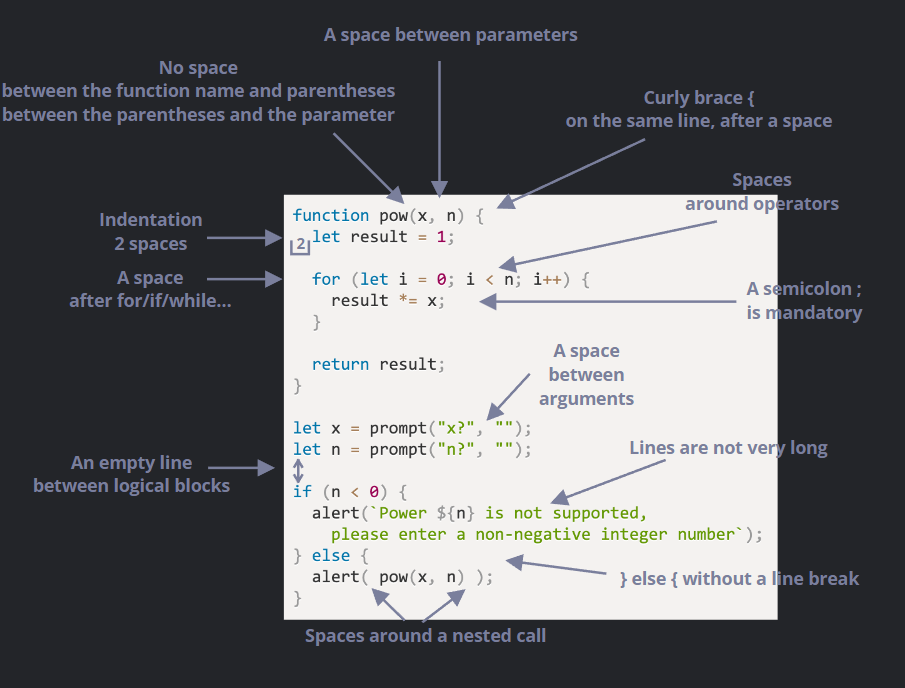 A space between parameters
No space
between the function name and parentheses
between the parentheses and the parameter
Curly brace {
on the same line, after a space
Spaces
around operators
Indentation
2 spaces
A space
after for/if/while...
A semicolon ;
is mandatory
function pow(x, n) {
2
let result = 1;
for (let i = 0; i < n; i++) {
result *= x;
}
return result;
}
A space
between
arguments
let x = prompt("x?", "");
let n = prompt("n?", "");
An empty line
between logical blocks
Lines are not very long
if (n < 0) {
alert(`Power ${n} is not supported,
please enter a non-negative integer number`);
} else {
alert( pow(x, n) );
}
} else { without a line break
Spaces around a nested call